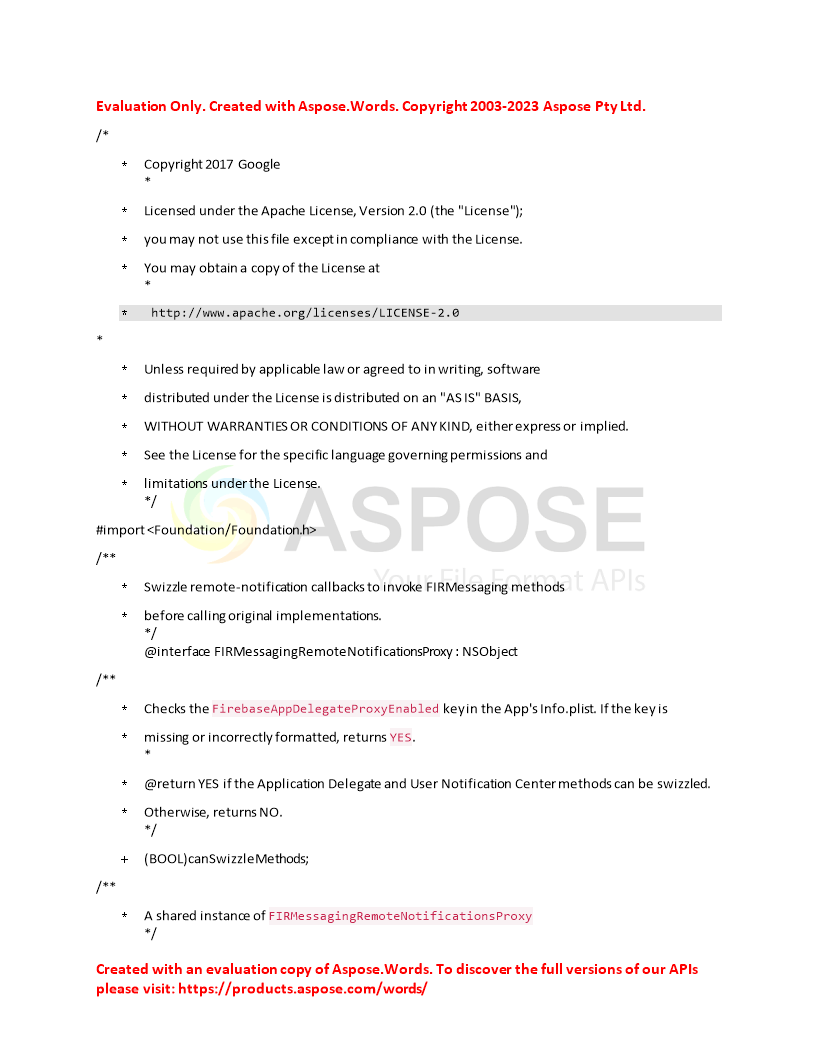 Evaluation Only. Created with Aspose.Words. Copyright 2003-2023 Aspose Pty Ltd.
/*
* Copyright 2017 Google
*
* Licensed under the Apache License, Version 2.0 (the "License");
* you may not use this file except in compliance with the License.
* You may obtain a copy of the License at
*
* http://www.apache.org/licenses/LICENSE-2.0
*
* Unless required by applicable law or agreed to in writing, software
* distributed under the License is distributed on an "AS IS" BASIS,
* WITHOUT WARRANTIES OR CONDITIONS OF ANY KIND, either express or implied.
* See the License for the specific language governing permissions and
* limitations under the License.
*/
ASPOSE
#import <Foundation/Foundation.h>
/**
Your File Format APIs
* Swizzle remote-notification callbacks to invoke FIRMessaging methods
* before calling original implementations.
*/
@interface FIRMessagingRemoteNotificationsProxy : NSObject
/**
* Checks the FirebaseAppDelegateProxyEnabled key in the App's Info.plist. If the key is
* missing or incorrectly formatted, returns YES.
*
* @return YES if the Application Delegate and User Notification Center methods can be swizzled.
* Otherwise, returns NO.
*/
+ (BOOL)canSwizzleMethods;
/**
* A shared instance of FIRMessagingRemoteNotificationsProxy
*/
Created with an evaluation copy of Aspose.Words. To discover the full versions of our APIs
please visit: https://products.aspose.com/words/